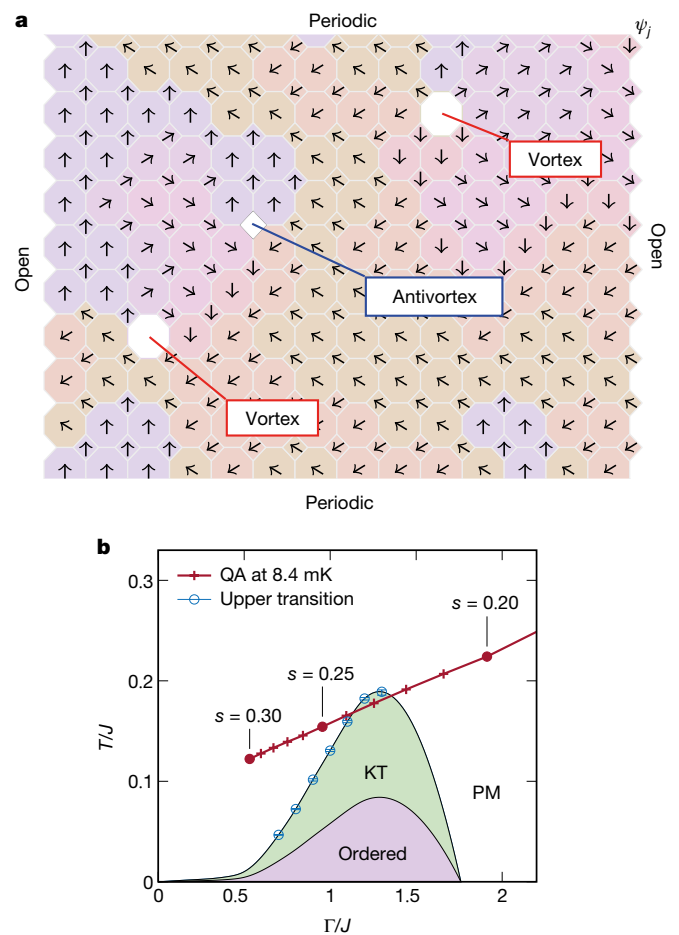 a
Periodic
ψj
Vortex
Open
Open
Antivortex
Vortex
Periodic
b
0.3
QA at 8.4 mK
Upper transition
s = 0.20
s = 0.25
0.2
s = 0.30
T/J
KT
PM
0.1
Ordered
0
0 0.5 1 1.5 2
Γ/J